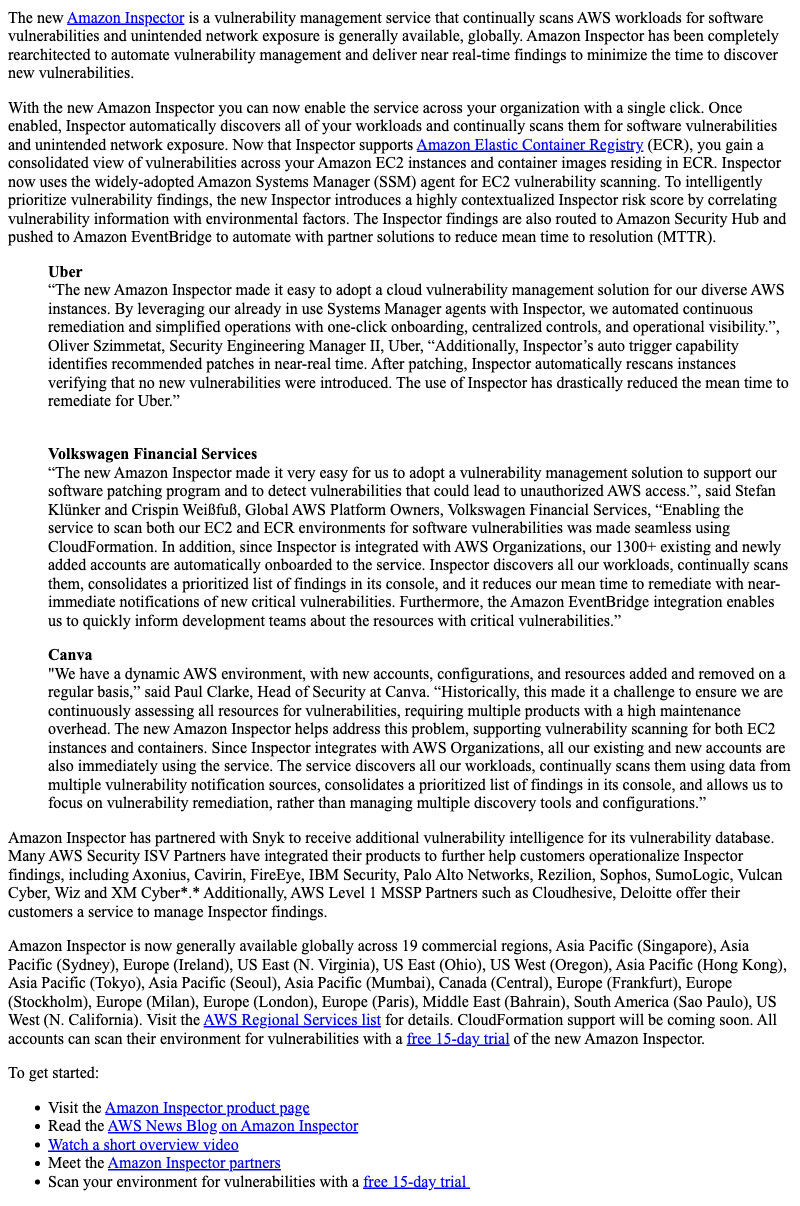 The new Amazon Inspector is a vulnerability management service that continually scans AWS workloads for software
vulnerabilities and unintended network exposure is generally available, globally. Amazon Inspector has been completely
rearchitected to automate vulnerability management and deliver near real-time findings to minimize the time to discover
new vulnerabilities.
With the new Amazon Inspector you can now enable the service across your organization with a single click. Once
enabled, Inspector automatically discovers all of your workloads and continually scans them for software vulnerabilities
and unintended network exposure. Now that Inspector supports Amazon Elastic Container Registry (ECR), you gain a
consolidated view of vulnerabilities across your Amazon EC2 instances and container images residing in ECR. Inspector
now uses the widely-adopted Amazon Systems Manager (SSM) agent for EC2 vulnerability scanning. To intelligently
prioritize vulnerability findings, the new Inspector introduces a highly contextualized Inspector risk score by correlating
vulnerability information with environmental factors. The Inspector findings are also routed to Amazon Security Hub and
pushed to Amazon EventBridge to automate with partner solutions to reduce mean time to resolution (MTTR).
Uber
“The new Amazon Inspector made it easy to adopt a cloud vulnerability management solution for our diverse AWS
instances. By leveraging our already in use Systems Manager agents with Inspector, we automated continuous
remediation and simplified operations with one-click onboarding, centralized controls, and operational visibility.”,
Oliver Szimmetat, Security Engineering Manager II, Uber, “Additionally, Inspector’s auto trigger capability
identifies recommended patches in near-real time. After patching, Inspector automatically rescans instances
verifying that no new vulnerabilities were introduced. The use of Inspector has drastically reduced the mean time to
remediate for Uber.”
Volkswagen Financial Services
“The new Amazon Inspector made it very easy for us to adopt a vulnerability management solution to support our
software patching program and to detect vulnerabilities that could lead to unauthorized AWS access.”, said Stefan
Klünker and Crispin Weißfuß, Global AWS Platform Owners, Volkswagen Financial Services, “Enabling the
service to scan both our EC2 and ECR environments for software vulnerabilities was made seamless using
CloudFormation. In addition, since Inspector is integrated with AWS Organizations, our 1300+ existing and newly
added accounts are automatically onboarded to the service. Inspector discovers all our workloads, continually scans
them, consolidates a prioritized list of findings in its console, and it reduces our mean time to remediate with near-
immediate notifications of new critical vulnerabilities. Furthermore, the Amazon EventBridge integration enables
us to quickly inform development teams about the resources with critical vulnerabilities.”
Canva
"We have a dynamic AWS environment, with new accounts, configurations, and resources added and removed on a
regular basis,” said Paul Clarke, Head of Security at Canva. “Historically, this made it a challenge to ensure we are
continuously assessing all resources for vulnerabilities, requiring multiple products with a high maintenance
overhead. The new Amazon Inspector helps address this problem, supporting vulnerability scanning for both EC2
instances and containers. Since Inspector integrates with AWS Organizations, all our existing and new accounts are
also immediately using the service. The service discovers all our workloads, continually scans them using data from
multiple vulnerability notification sources, consolidates a prioritized list of findings in its console, and allows us to
focus on vulnerability remediation, rather than managing multiple discovery tools and configurations.”
Amazon Inspector has partnered with Snyk to receive additional vulnerability intelligence for its vulnerability database.
Many AWS Security ISV Partners have integrated their products to further help customers operationalize Inspector
findings, including Axonius, Cavirin, FireEye, IBM Security, Palo Alto Networks, Rezilion, Sophos, SumoLogic, Vulcan
Cyber, Wiz and XM Cyber*.* Additionally, AWS Level 1 MSSP Partners such as Cloudhesive, Deloitte offer their
customers a service to manage Inspector findings.
Amazon Inspector is now generally available globally across 19 commercial regions, Asia Pacific (Singapore), Asia
Pacific (Sydney), Europe (Ireland), US East (N. Virginia), US East (Ohio), US West (Oregon), Asia Pacific (Hong Kong),
Asia Pacific (Tokyo), Asia Pacific (Seoul), Asia Pacific (Mumbai), Canada (Central), Europe (Frankfurt), Europe
(Stockholm), Europe (Milan), Europe (London), Europe (Paris), Middle East (Bahrain), South America (Sao Paulo), US
West (N. California). Visit the AWS Regional Services list for details. CloudFormation support will be coming soon. All
accounts can scan their environment for vulnerabilities with a free 15-day trial of the new Amazon Inspector.
To get started:
• Visit the Amazon Inspector product page
• Read the AWS News Blog on Amazon Inspector
• Watch a short overview video
• Meet the Amazon Inspector partners
• Scan your environment for vulnerabilities with a free 15-day trial